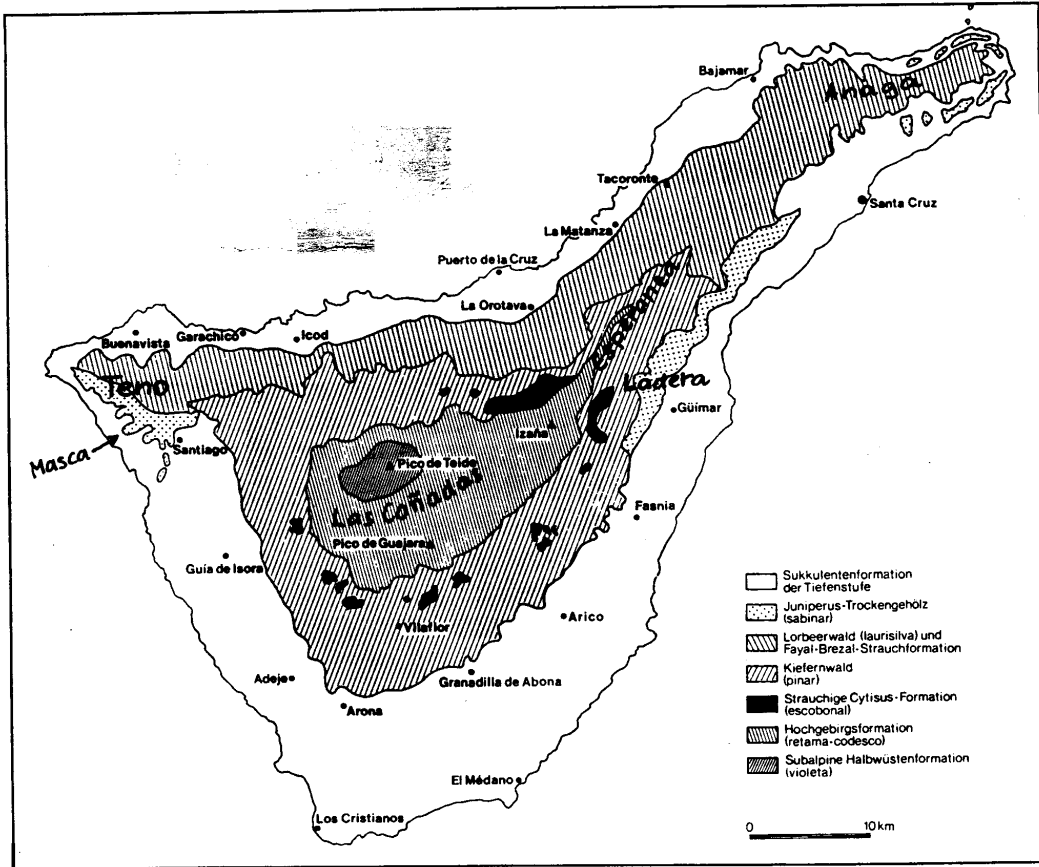 Bajamar
Anaga
Tacoronte
Santa Cruz
La Matanza
Puerto de la Cruz
La Orotava
Esperanza
Buenavista
Garachico
Icod
Teno
Ladera
Güímar
Izaña
Masca
Santiago
Pico de Teide
Las Cañadas
Fasnia
Pico de Guajara
Guía de Isora
Vilaflor
Arico
Adeje
Granadilla de Abona
Arona
El Médano
Los Cristianos
Sukkulentenformation
der Tiefenstufe
Juniperus-Trockengehölz
(sabinar)
Lorbeerwald (laurisilva) und
Fayal-Brezal-Strauchformation
Kiefernwald
(pinar)
Strauchige Cytisus-Formation
(escobonal)
Hochgebirgsformation
(retama-codesco)
Subalpine Halbwüstenformation
(violeta)
0 10 km